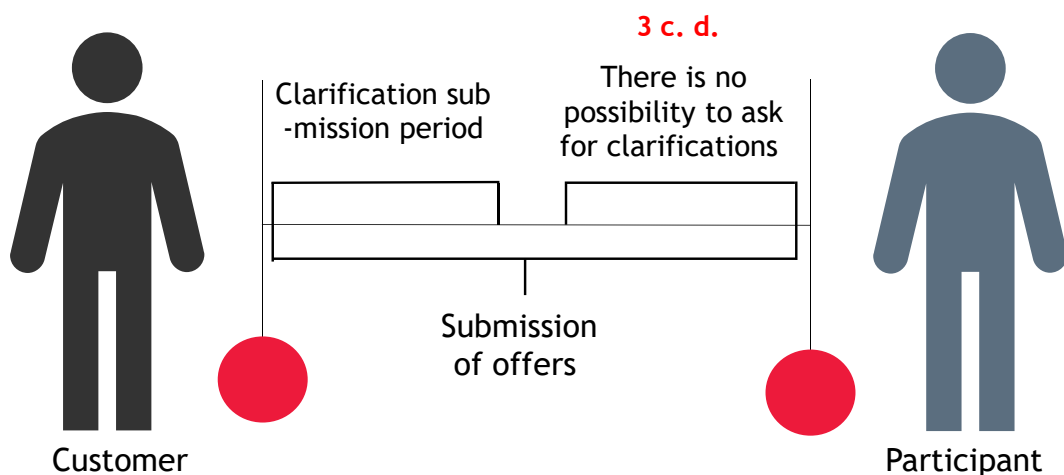 3 c. d.
Clarification sub
-mission period
There is no
possibility to ask
for clarifications
Submission
of offers
Customer
Participant